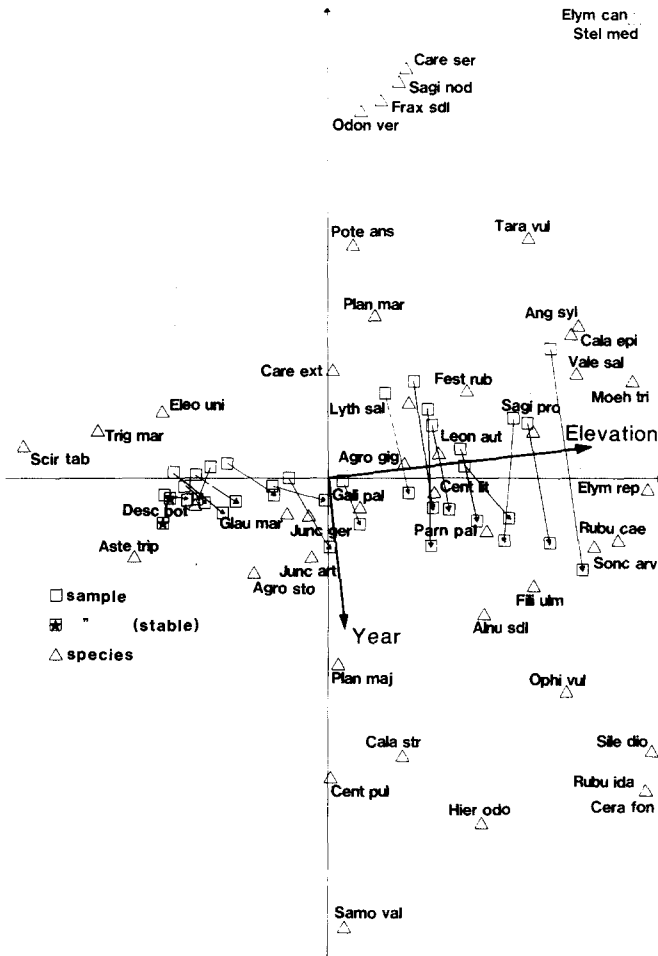 Elym can
Stel med
Care ser
Sagi nod
Frax sdl
Odon ver
Pote ans
Tara vul
Plan mar
Ang syl
Cala epi
Care ext
Vale sal
Fest rub
Moeh tri
Eleo uni
Lyth sal
Sagi pro
Trig mar
Leon aut
Elevation
Scir tab
Agro gig
Gali pal
Cent lit
Elym rep
Desc bot
Glau mar
Junc ger
Parn pal
Rubu cae
Aste trip
Junc art
Sonc arv
Agro sto
Fili ulm
sample
" (stable)
species
Alnu sdl
Year
Plan maj
Ophi vul
Cala str
Sile dio
Cent pul
Rubu ida
Cera fon
Hier odo
Samo val